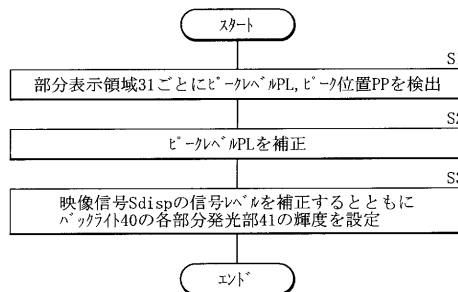 スタート
S1
部分表示領域31ごとにピークレベルPL,ピーク位置PPを検出
S2
ピークレベルPLを補正
S3
映像信号Sdispの信号レベルを補正するとともに
バックライト40の各部分発光部41の輝度を設定
エンド